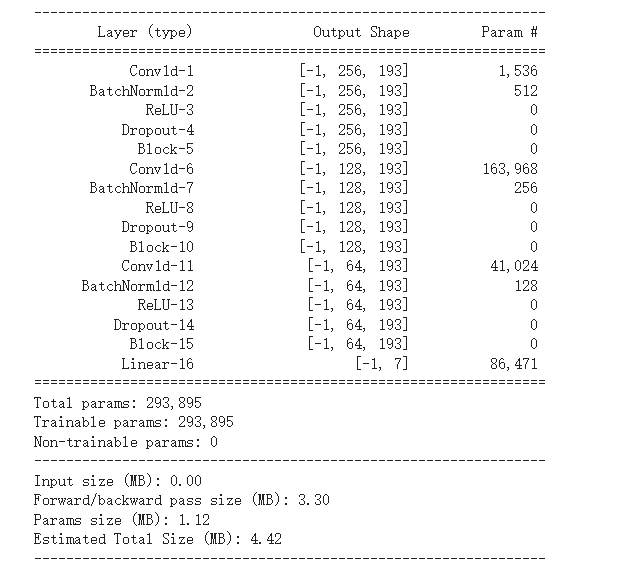 ----------------------------------------------------------------
Layer (type) Output Shape Param #
================================================================
Conv1d-1 [-1, 256, 193] 1,536
BatchNorm1d-2 [-1, 256, 193] 512
ReLU-3 [-1, 256, 193] 0
Dropout-4 [-1, 256, 193] 0
Block-5 [-1, 256, 193] 0
Conv1d-6 [-1, 128, 193] 163,968
BatchNorm1d-7 [-1, 128, 193] 256
ReLU-8 [-1, 128, 193] 0
Dropout-9 [-1, 128, 193] 0
Block-10 [-1, 128, 193] 0
Conv1d-11 [-1, 64, 193] 41,024
BatchNorm1d-12 [-1, 64, 193] 128
ReLU-13 [-1, 64, 193] 0
Dropout-14 [-1, 64, 193] 0
Block-15 [-1, 64, 193] 0
Linear-16 [-1, 7] 86,471
================================================================
Total params: 293,895
Trainable params: 293,895
Non-trainable params: 0
----------------------------------------------------------------
Input size (MB): 0.00
Forward/backward pass size (MB): 3.30
Params size (MB): 1.12
Estimated Total Size (MB): 4.42
----------------------------------------------------------------